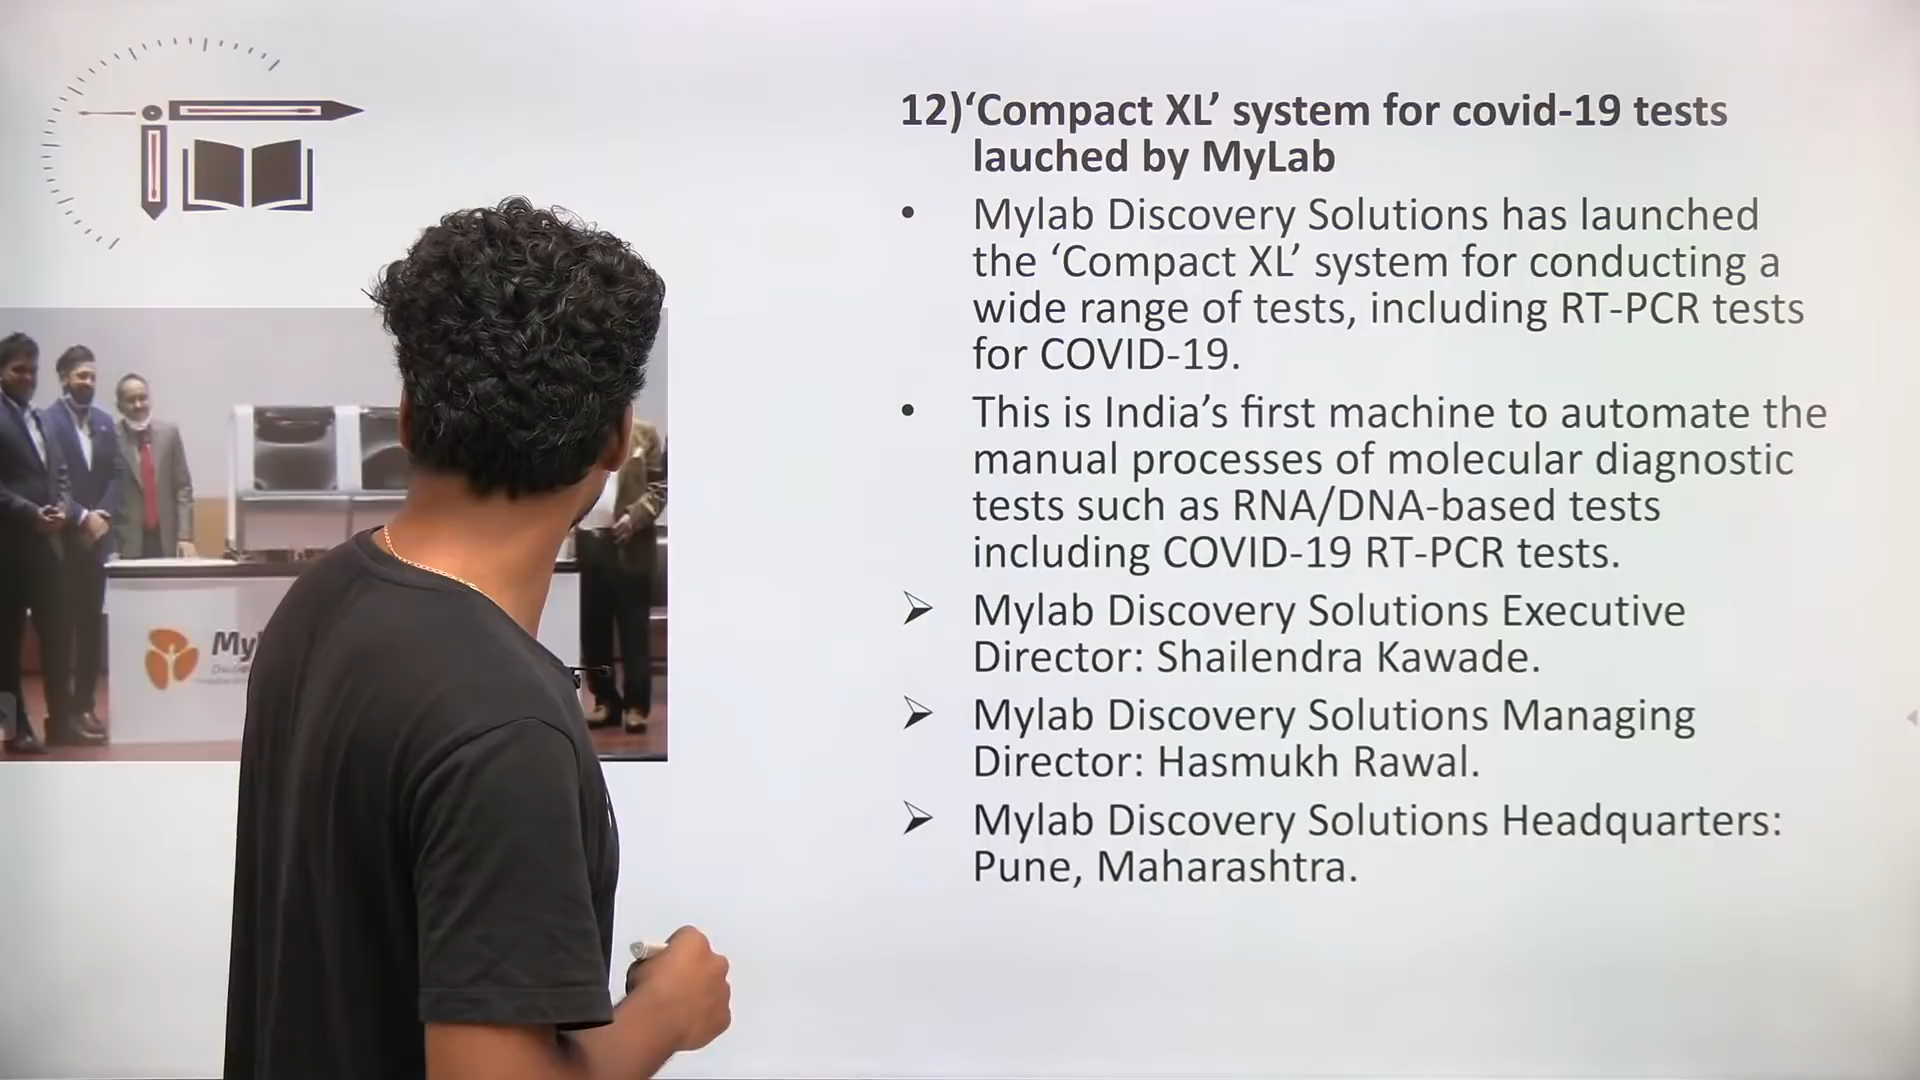 12)‘Compact XL’ system for covid-19 tests
lauched by MyLab
• Mylab Discovery Solutions has launched
the ‘Compact XL’ system for conducting a
wide range of tests, including RT-PCR tests
for COVID-19.
• This is India’s first machine to automate the
manual processes of molecular diagnostic
tests such as RNA/DNA-based tests
including COVID-19 RT-PCR tests.
➢ Mylab Discovery Solutions Executive
Director: Shailendra Kawade.
➢ Mylab Discovery Solutions Managing
Director: Hasmukh Rawal.
➢ Mylab Discovery Solutions Headquarters:
Pune, Maharashtra.